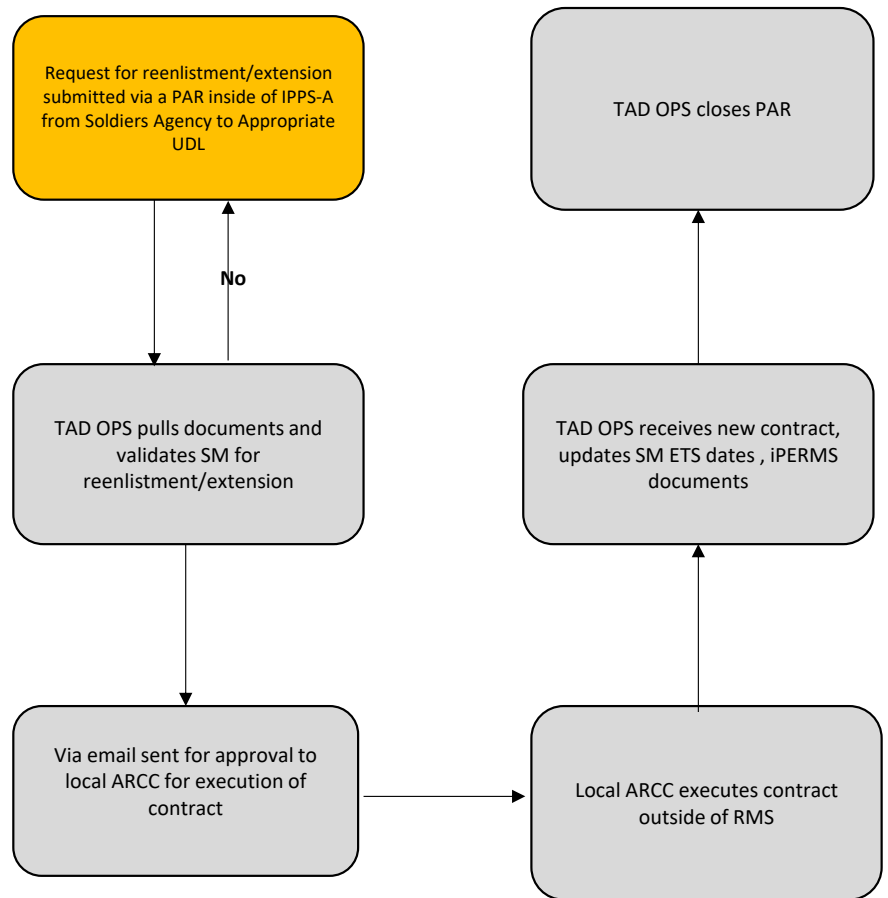 Request for reenlistment/extension
submitted via a PAR inside of IPPS-A
from Soldiers Agency to Appropriate
UDL
No
TAD OPS pulls documents and
validates SM for
reenlistment/extension
Via email sent for approval to
local ARCC for execution of
contract
Local ARCC executes contract
outside of RMS
TAD OPS receives new contract,
updates SM ETS dates , iPERMS
documents
TAD OPS closes PAR